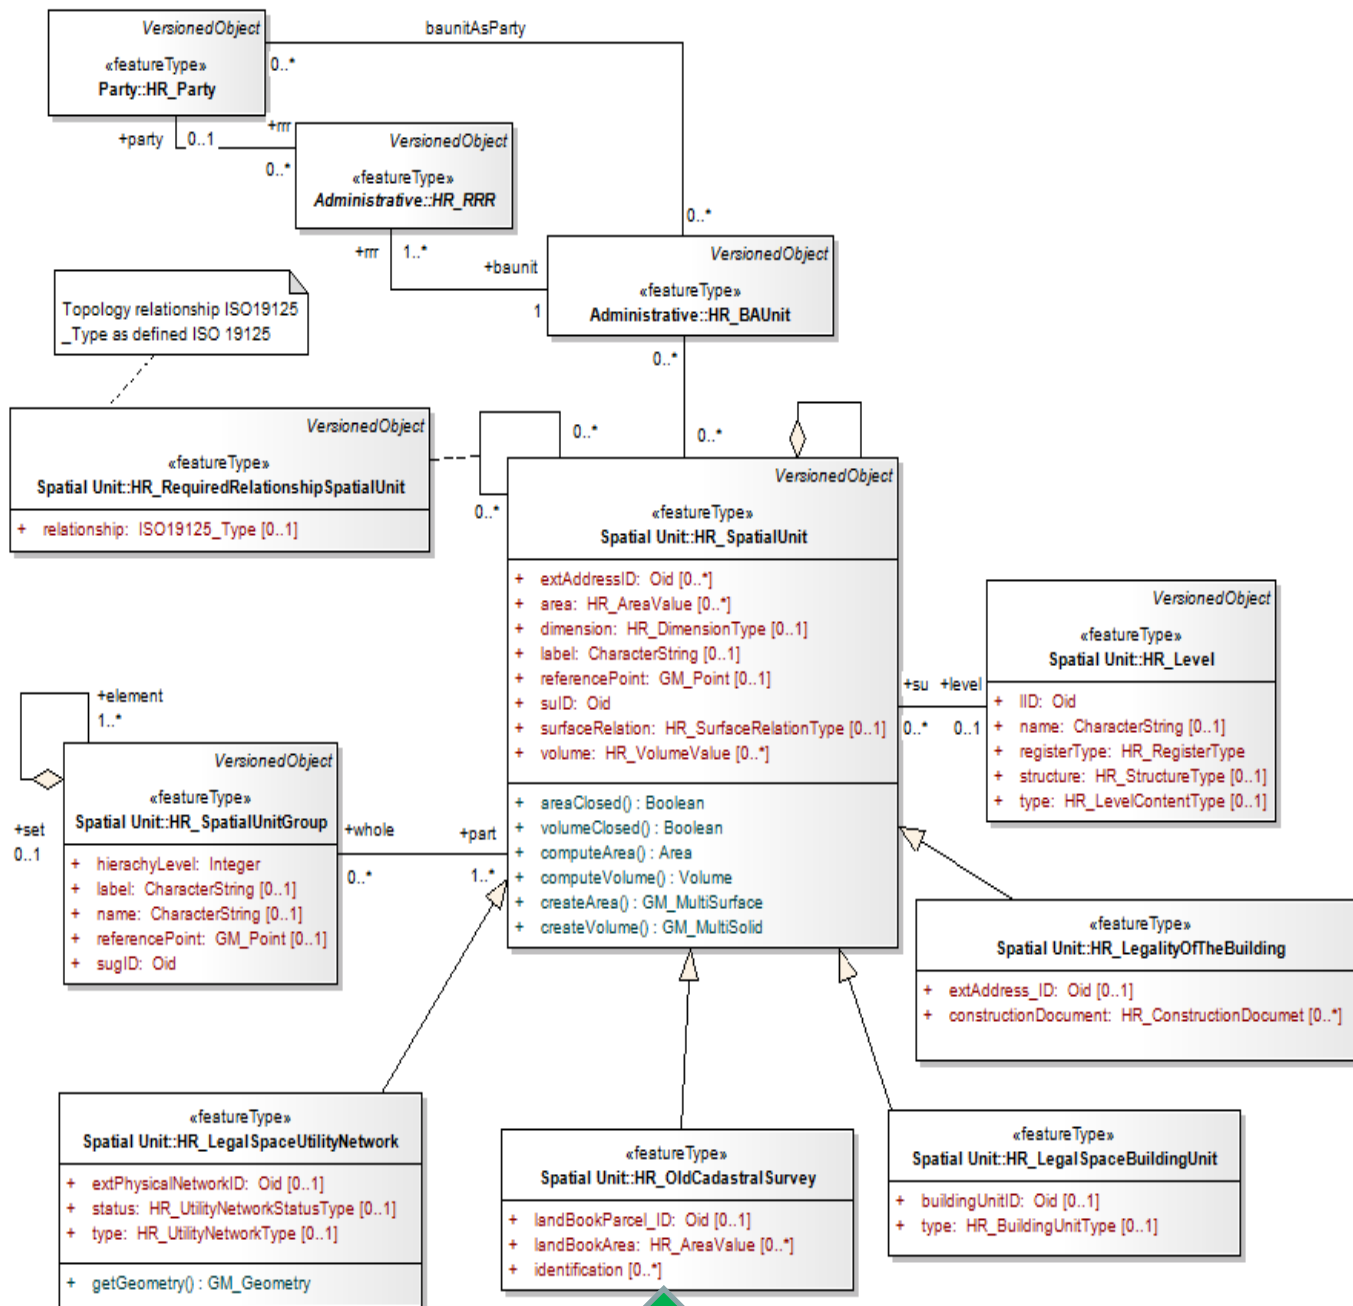 VersionedObject
«featureType»
Party::HR_Party
baunitAsParty
0..*
+party
0..1
+rrr
0..*
VersionedObject
«featureType»
Administrative::HR_RRR
+rrr
1..*
+baunit
1
0..*
VersionedObject
«featureType»
Administrative::HR_BAUnit
0..*
0..*
Topology relationship ISO19125
_Type as defined ISO 19125
VersionedObject
«featureType»
Spatial Unit::HR_RequiredRelationshipSpatialUnit
+ relationship: ISO19125_Type [0..1]
0..*
0..*
VersionedObject
«featureType»
Spatial Unit::HR_SpatialUnit
+ extAddressID: Oid [0..*]
+ area: HR_AreaValue [0..*]
+ dimension: HR_DimensionType [0..1]
+ label: CharacterString [0..1]
+ referencePoint: GM_Point [0..1]
+ suID: Oid
+ surfaceRelation: HR_SurfaceRelationType [0..1]
+ volume: HR_VolumeValue [0..*]
+ areaClosed() : Boolean
+ volumeClosed() : Boolean
+ computeArea() : Area
+ computeVolume() : Volume
+ createArea() : GM_MultiSurface
+ createVolume() : GM_MultiSolid
+su
0..*
+level
0..1
VersionedObject
«featureType»
Spatial Unit::HR_Level
+ lID: Oid
+ name: CharacterString [0..1]
+ registerType: HR_RegisterType
+ structure: HR_StructureType [0..1]
+ type: HR_LevelContentType [0..1]
+element
1..*
+set
0..1
VersionedObject
«featureType»
Spatial Unit::HR_SpatialUnitGroup
+ hierachyLevel: Integer
+ label: CharacterString [0..1]
+ name: CharacterString [0..1]
+ referencePoint: GM_Point [0..1]
+ sugID: Oid
+whole
0..*
+part
1..*
«featureType»
Spatial Unit::HR_LegalityOfTheBuilding
+ extAddress_ID: Oid [0..1]
+ constructionDocument: HR_ConstructionDocumet [0..*]
«featureType»
Spatial Unit::HR_LegalSpaceUtilityNetwork
+ extPhysicalNetworkID: Oid [0..1]
+ status: HR_UtilityNetworkStatusType [0..1]
+ type: HR_UtilityNetworkType [0..1]
+ getGeometry() : GM_Geometry
«featureType»
Spatial Unit::HR_OldCadastralSurvey
+ landBookParcel_ID: Oid [0..1]
+ landBookArea: HR_AreaValue [0..*]
+ identification [0..*]
«featureType»
Spatial Unit::HR_LegalSpaceBuildingUnit
+ buildingUnitID: Oid [0..1]
+ type: HR_BuildingUnitType [0..1]